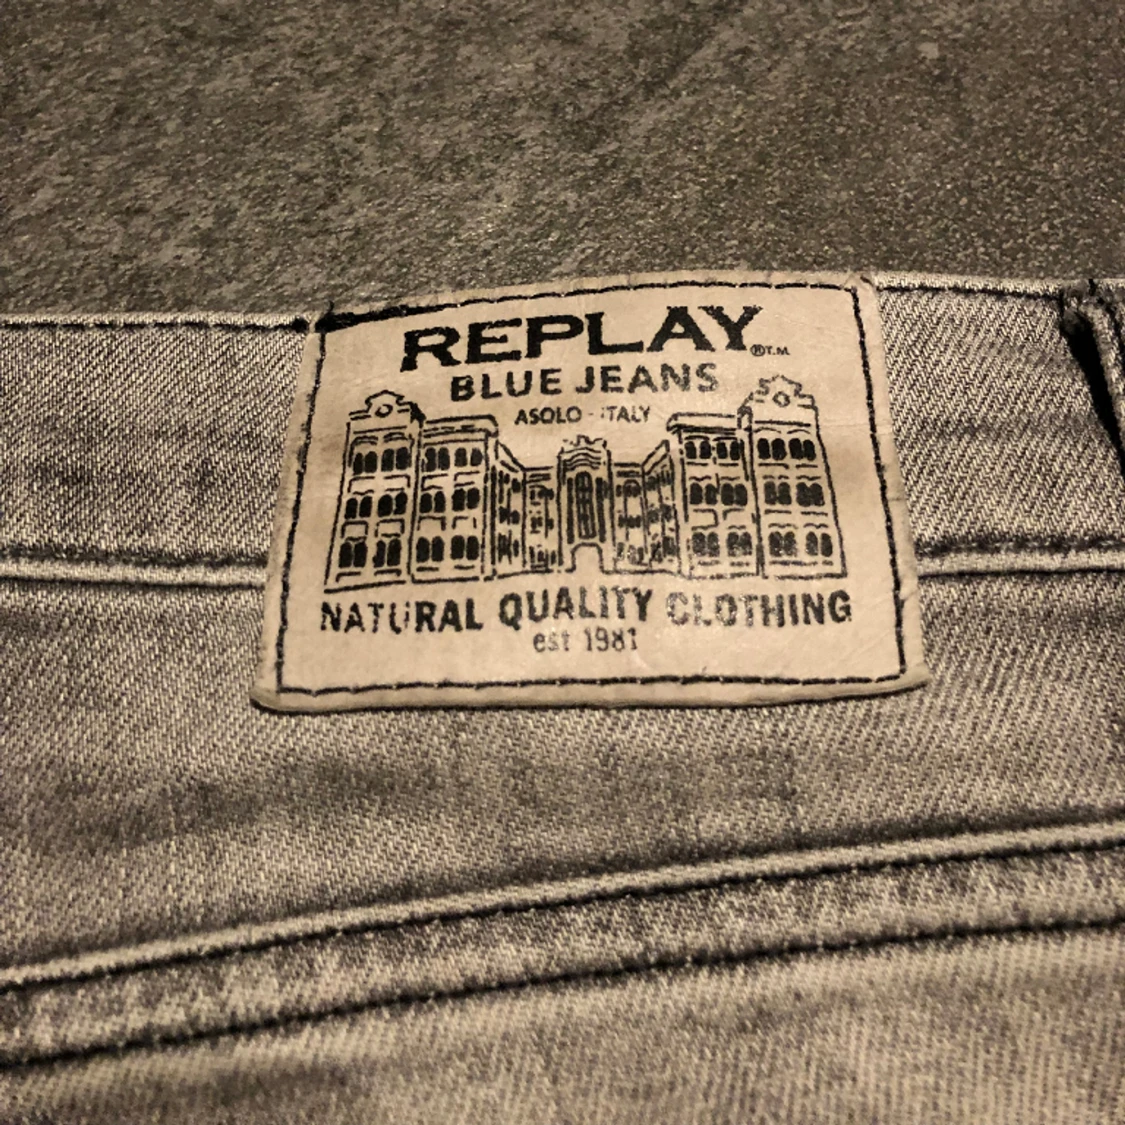 REPLAY
®T.M.
BLUE JEANS
ASOLO - ITALY
NATURAL QUALITY CLOTHING
est 1981